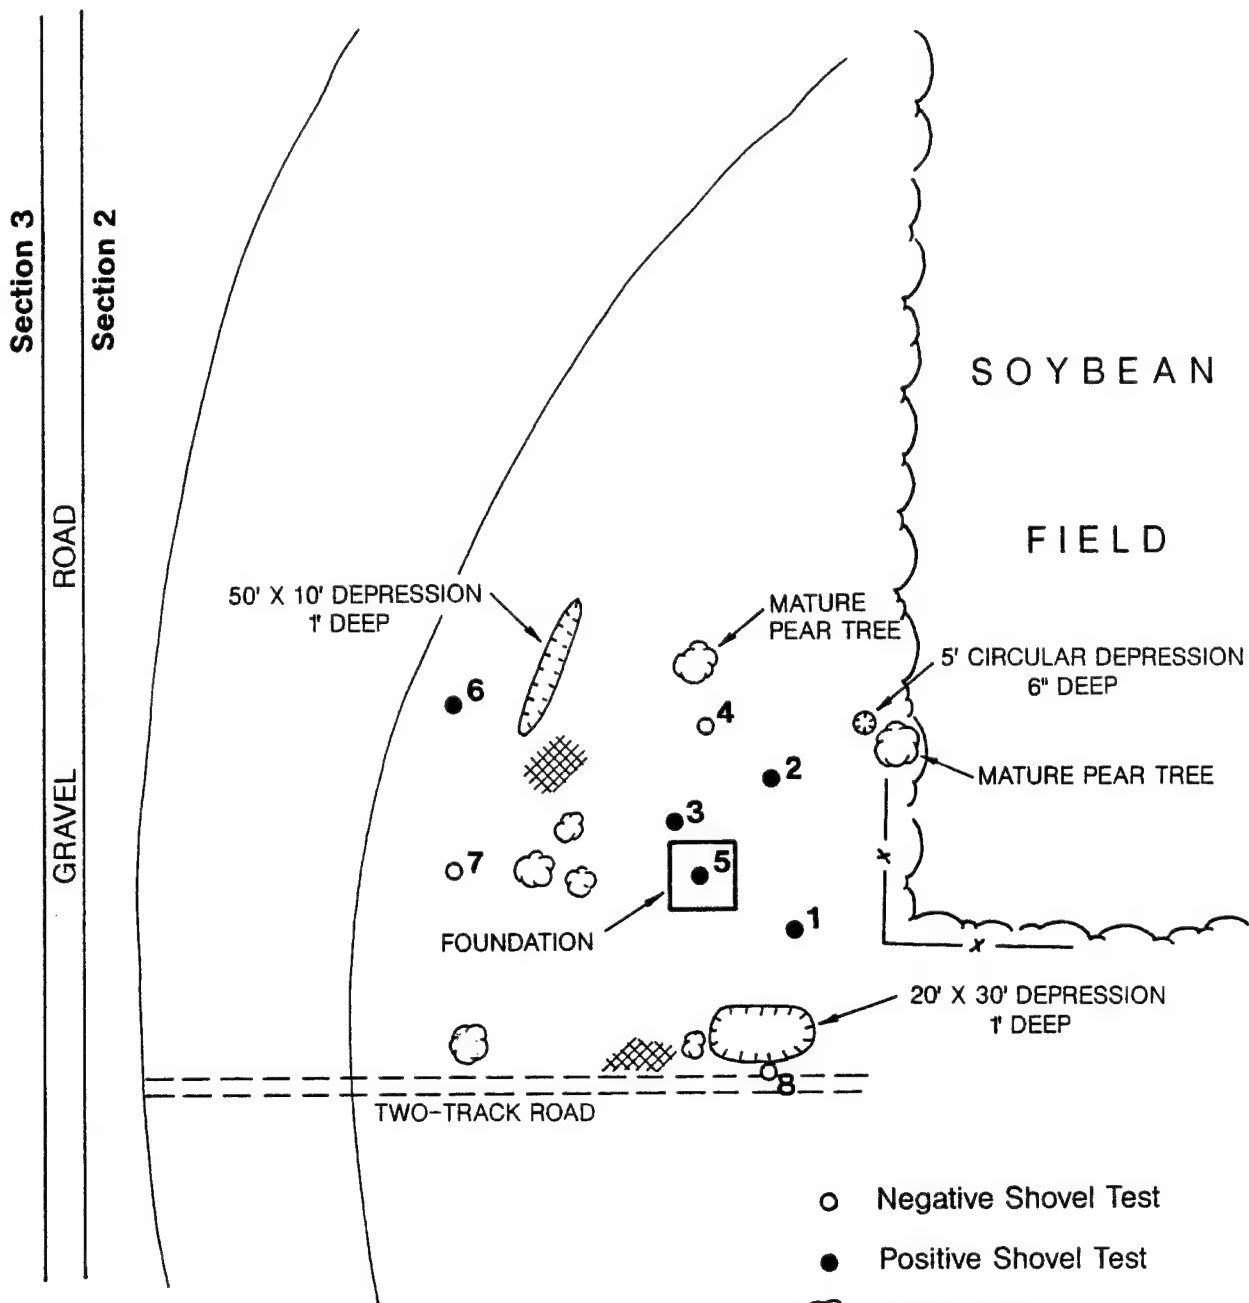 Section 3
Section 2
SOYBEAN
ROAD
FIELD
50' X 10' DEPRESSION
1' DEEP
MATURE
PEAR TREE
5' CIRCULAR DEPRESSION
6" DEEP
6
4
2
MATURE PEAR TREE
GRAVEL
3
7
5
x
1
FOUNDATION
x
20' X 30' DEPRESSION
1' DEEP
8
TWO-TRACK ROAD
Negative Shovel Test
Positive Shovel Test